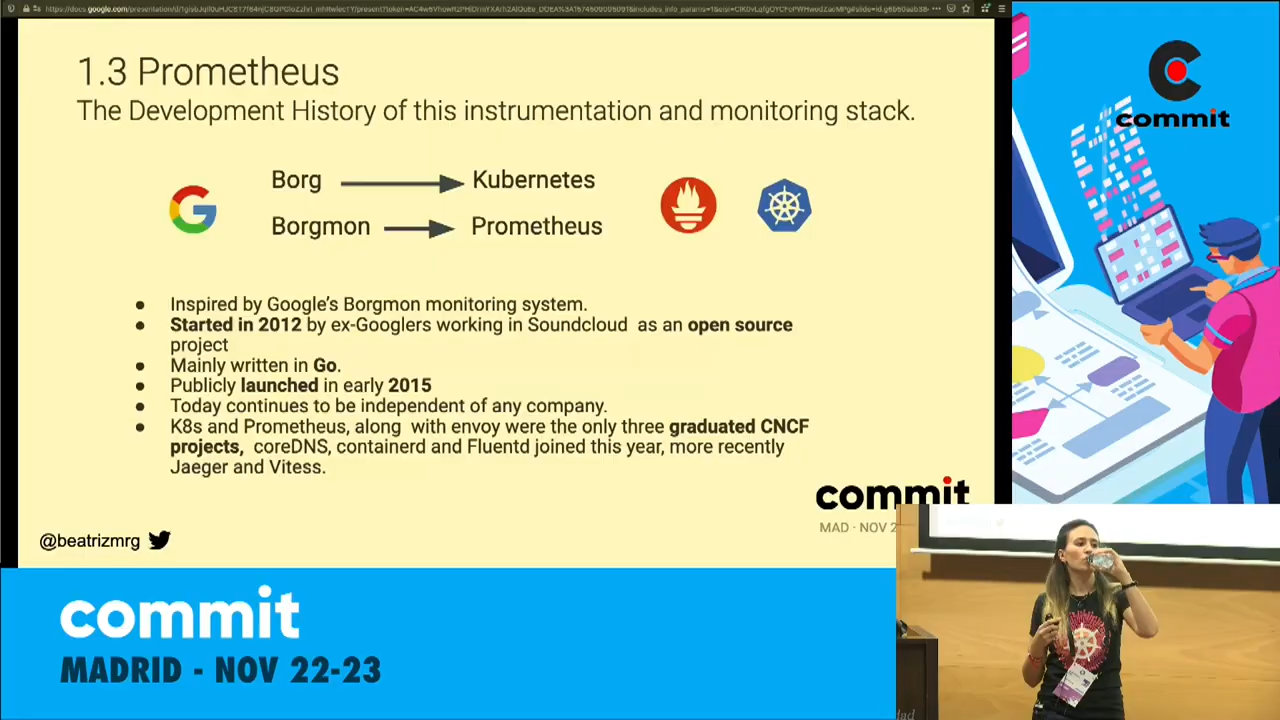 1.3 Prometheus
The Development History of this instrumentation and monitoring stack.
Borg
Kubernetes
Borgmon
Prometheus
● Inspired by Google's Borgmon monitoring system.
● Started in 2012 by ex-Googlers working in Soundcloud as an open source
project
● Mainly written in Go.
● Publicly launched in early 2015
● Today continues to be independent of any company.
● K8s and Prometheus, along with envoy were the only three graduated CNCF
projects, coreDNS, containerd and Fluentd joined this year, more recently
Jaeger and Vitess.
commit
MAD · NOV
@beatrizmrg
commit
commit
MADRID - NOV 22-23